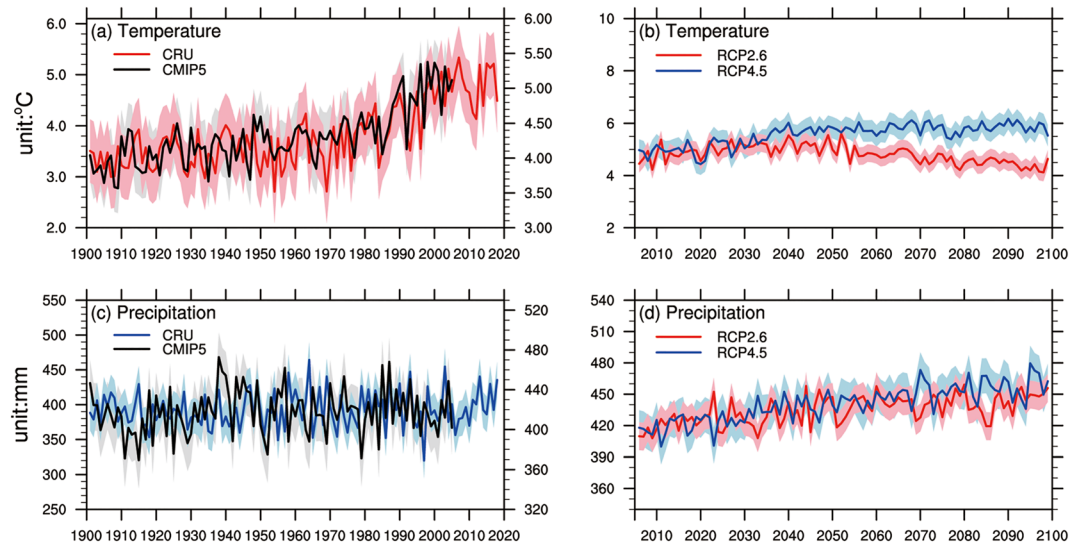 (a) Temperature
CRU
CMIP5
unit:°C
6.0
5.0
4.0
3.0
2.0
6.00
5.50
5.00
4.50
4.00
3.50
3.00
1900 1910 1920 1930 1940 1950 1960 1970 1980 1990 2000 2010 2020
(b) Temperature
RCP2.6
RCP4.5
10
8
6
4
2
2010 2020 2030 2040 2050 2060 2070 2080 2090 2100
(c) Precipitation
CRU
CMIP5
unit:mm
550
500
450
400
350
300
250
520
480
440
400
360
320
1900 1910 1920 1930 1940 1950 1960 1970 1980 1990 2000 2010 2020
(d) Precipitation
RCP2.6
RCP4.5
540
510
480
450
420
390
360
2010 2020 2030 2040 2050 2060 2070 2080 2090 2100